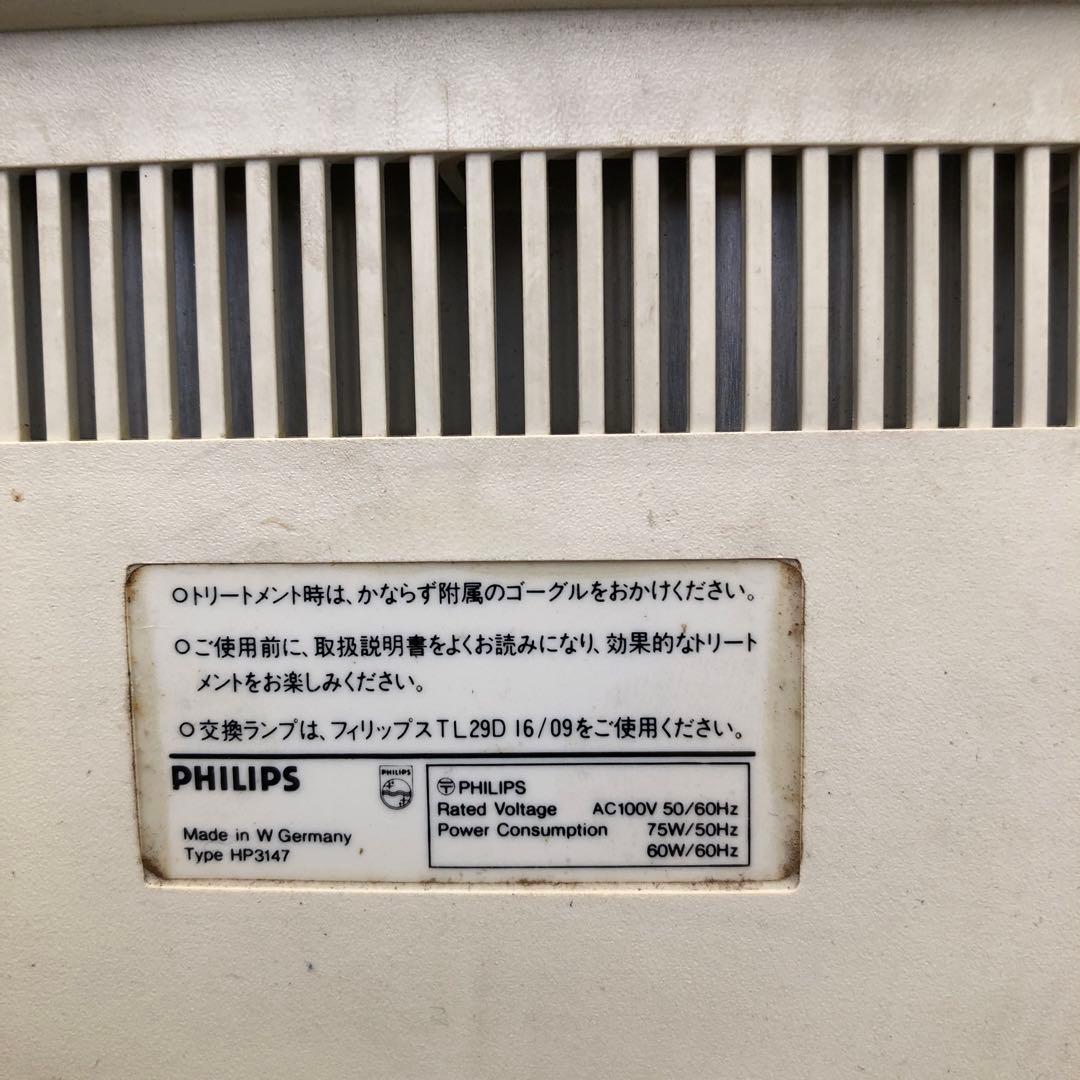 ○トリートメント時は、かならず附属のゴーグルをおかけください。
○ご使用前に、取扱説明書をよくお読みになり、効果的なトリート
メントをお楽しみください。
○交換ランプは、フィリップスTL29D 16/09をご使用ください。
PHILIPS
PHILIPS
Made in W Germany
Type HP3147
〒 PHILIPS
Rated Voltage AC100V 50/60Hz
Power Consumption 75W/50Hz
60W/60Hz